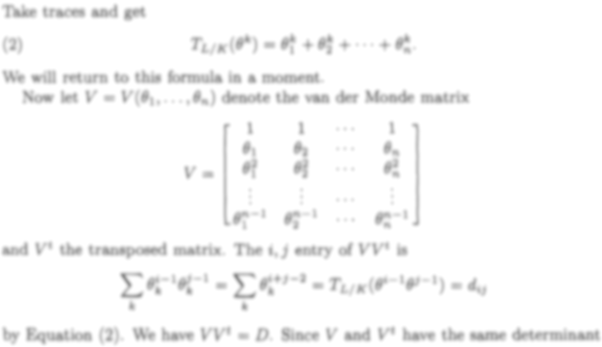 Take traces and get
(2) T_{L/K}(θ^k) = θ_1^k + θ_2^k + ⋯ + θ_n^k.
We will return to this formula in a moment.
Now let V = V(θ_1, . . . , θ_n) denote the van der Monde matrix
V = [ 1 1 ⋯ 1
θ_1 θ_2 ⋯ θ_n
θ_1^2 θ_2^2 ⋯ θ_n^2
⋮ ⋮ ⋯ ⋮
θ_1^{n−1} θ_2^{n−1} ⋯ θ_n^{n−1} ]
and V^t the transposed matrix. The i, j entry of VV^t is
∑_k θ_k^{i−1} θ_k^{j−1} = ∑_k θ_k^{i+j−2} = T_{L/K}(θ^{i−1}θ^{j−1}) = d_{ij}
by Equation (2). We have VV^t = D. Since V and V^t have the same determinant